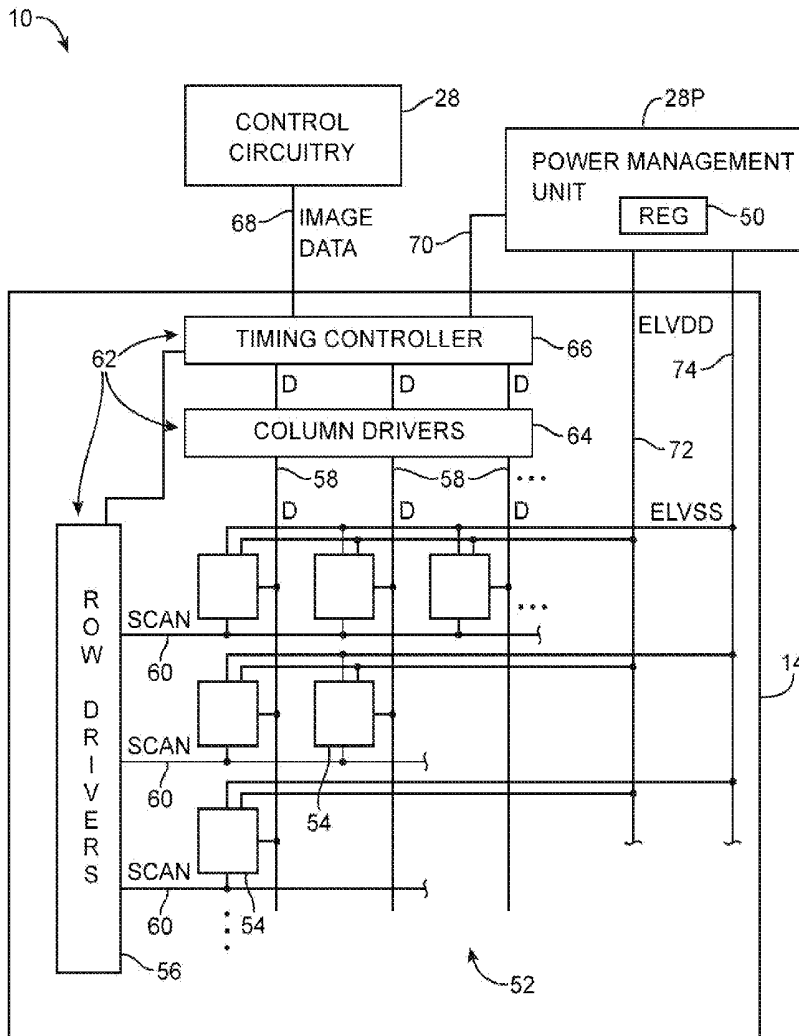 10
CONTROL
CIRCUITRY
28
28P
POWER MANAGEMENT
UNIT
REG
50
68
IMAGE
DATA
70
ELVDD
74
TIMING CONTROLLER
66
62
D D D
COLUMN DRIVERS
64
72
58 58
...
D D D
ELVSS
ROW DRIVERS
SCAN
60
...
14
SCAN
60
54
SCAN
60
54
56
52